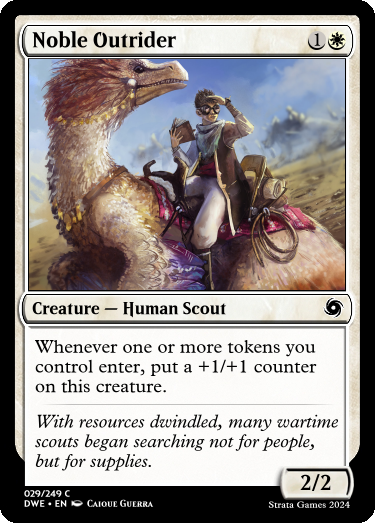 Noble Outrider 1
Creature — Human Scout
Whenever one or more tokens you
control enter, put a +1/+1 counter
on this creature.
With resources dwindled, many wartime
scouts began searching not for people,
but for supplies.
2/2
029/249 C
DWE • EN Caioue Guerra
Strata Games 2024